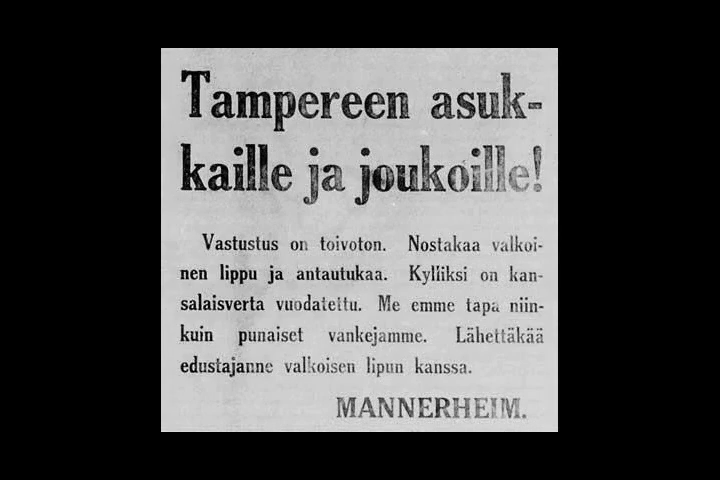 Tampereen asuk-
kaille ja joukoille!
Vastustus on toivoton. Nostakaa valkoi-
nen lippu ja antautukaa. Kylliksi on kan-
salaisverta vuodatettu. Me emme tapa niin-
kuin punaiset vankejamme. Lähettäkää
edustajanne valkoisen lipun kanssa.
MANNERHEIM.